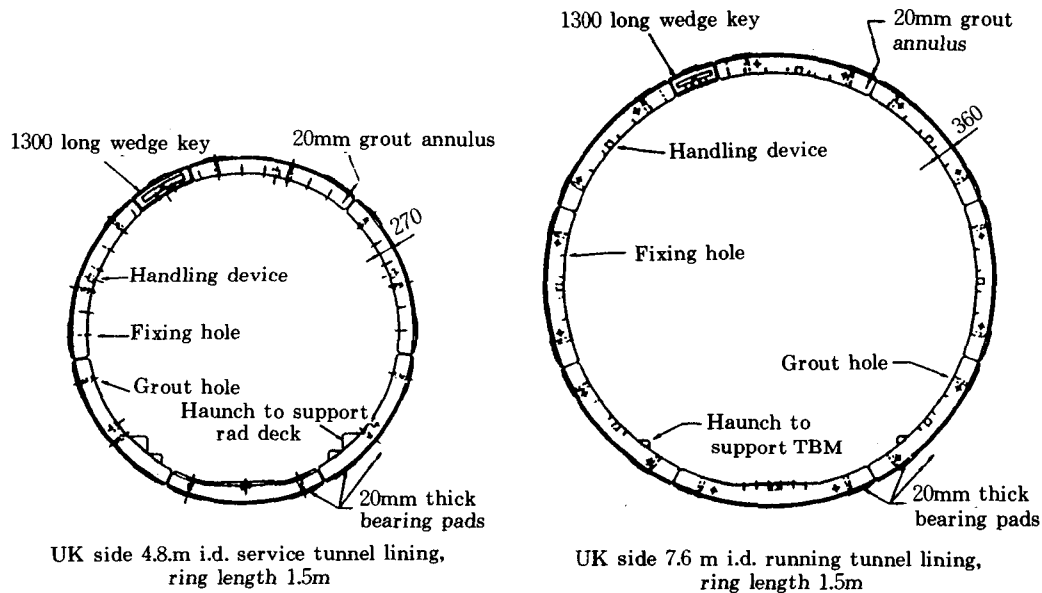 1300 long wedge key
20mm grout annulus
270
Handling device
Fixing hole
Grout hole
Haunch to support
rad deck
20mm thick
bearing pads
UK side 4.8.m i.d. service tunnel lining,
ring length 1.5m
1300 long wedge key
20mm grout
annulus
360
Handling device
Fixing hole
Grout hole
Haunch to
support TBM
20mm thick
bearing pads
UK side 7.6 m i.d. running tunnel lining,
ring length 1.5m